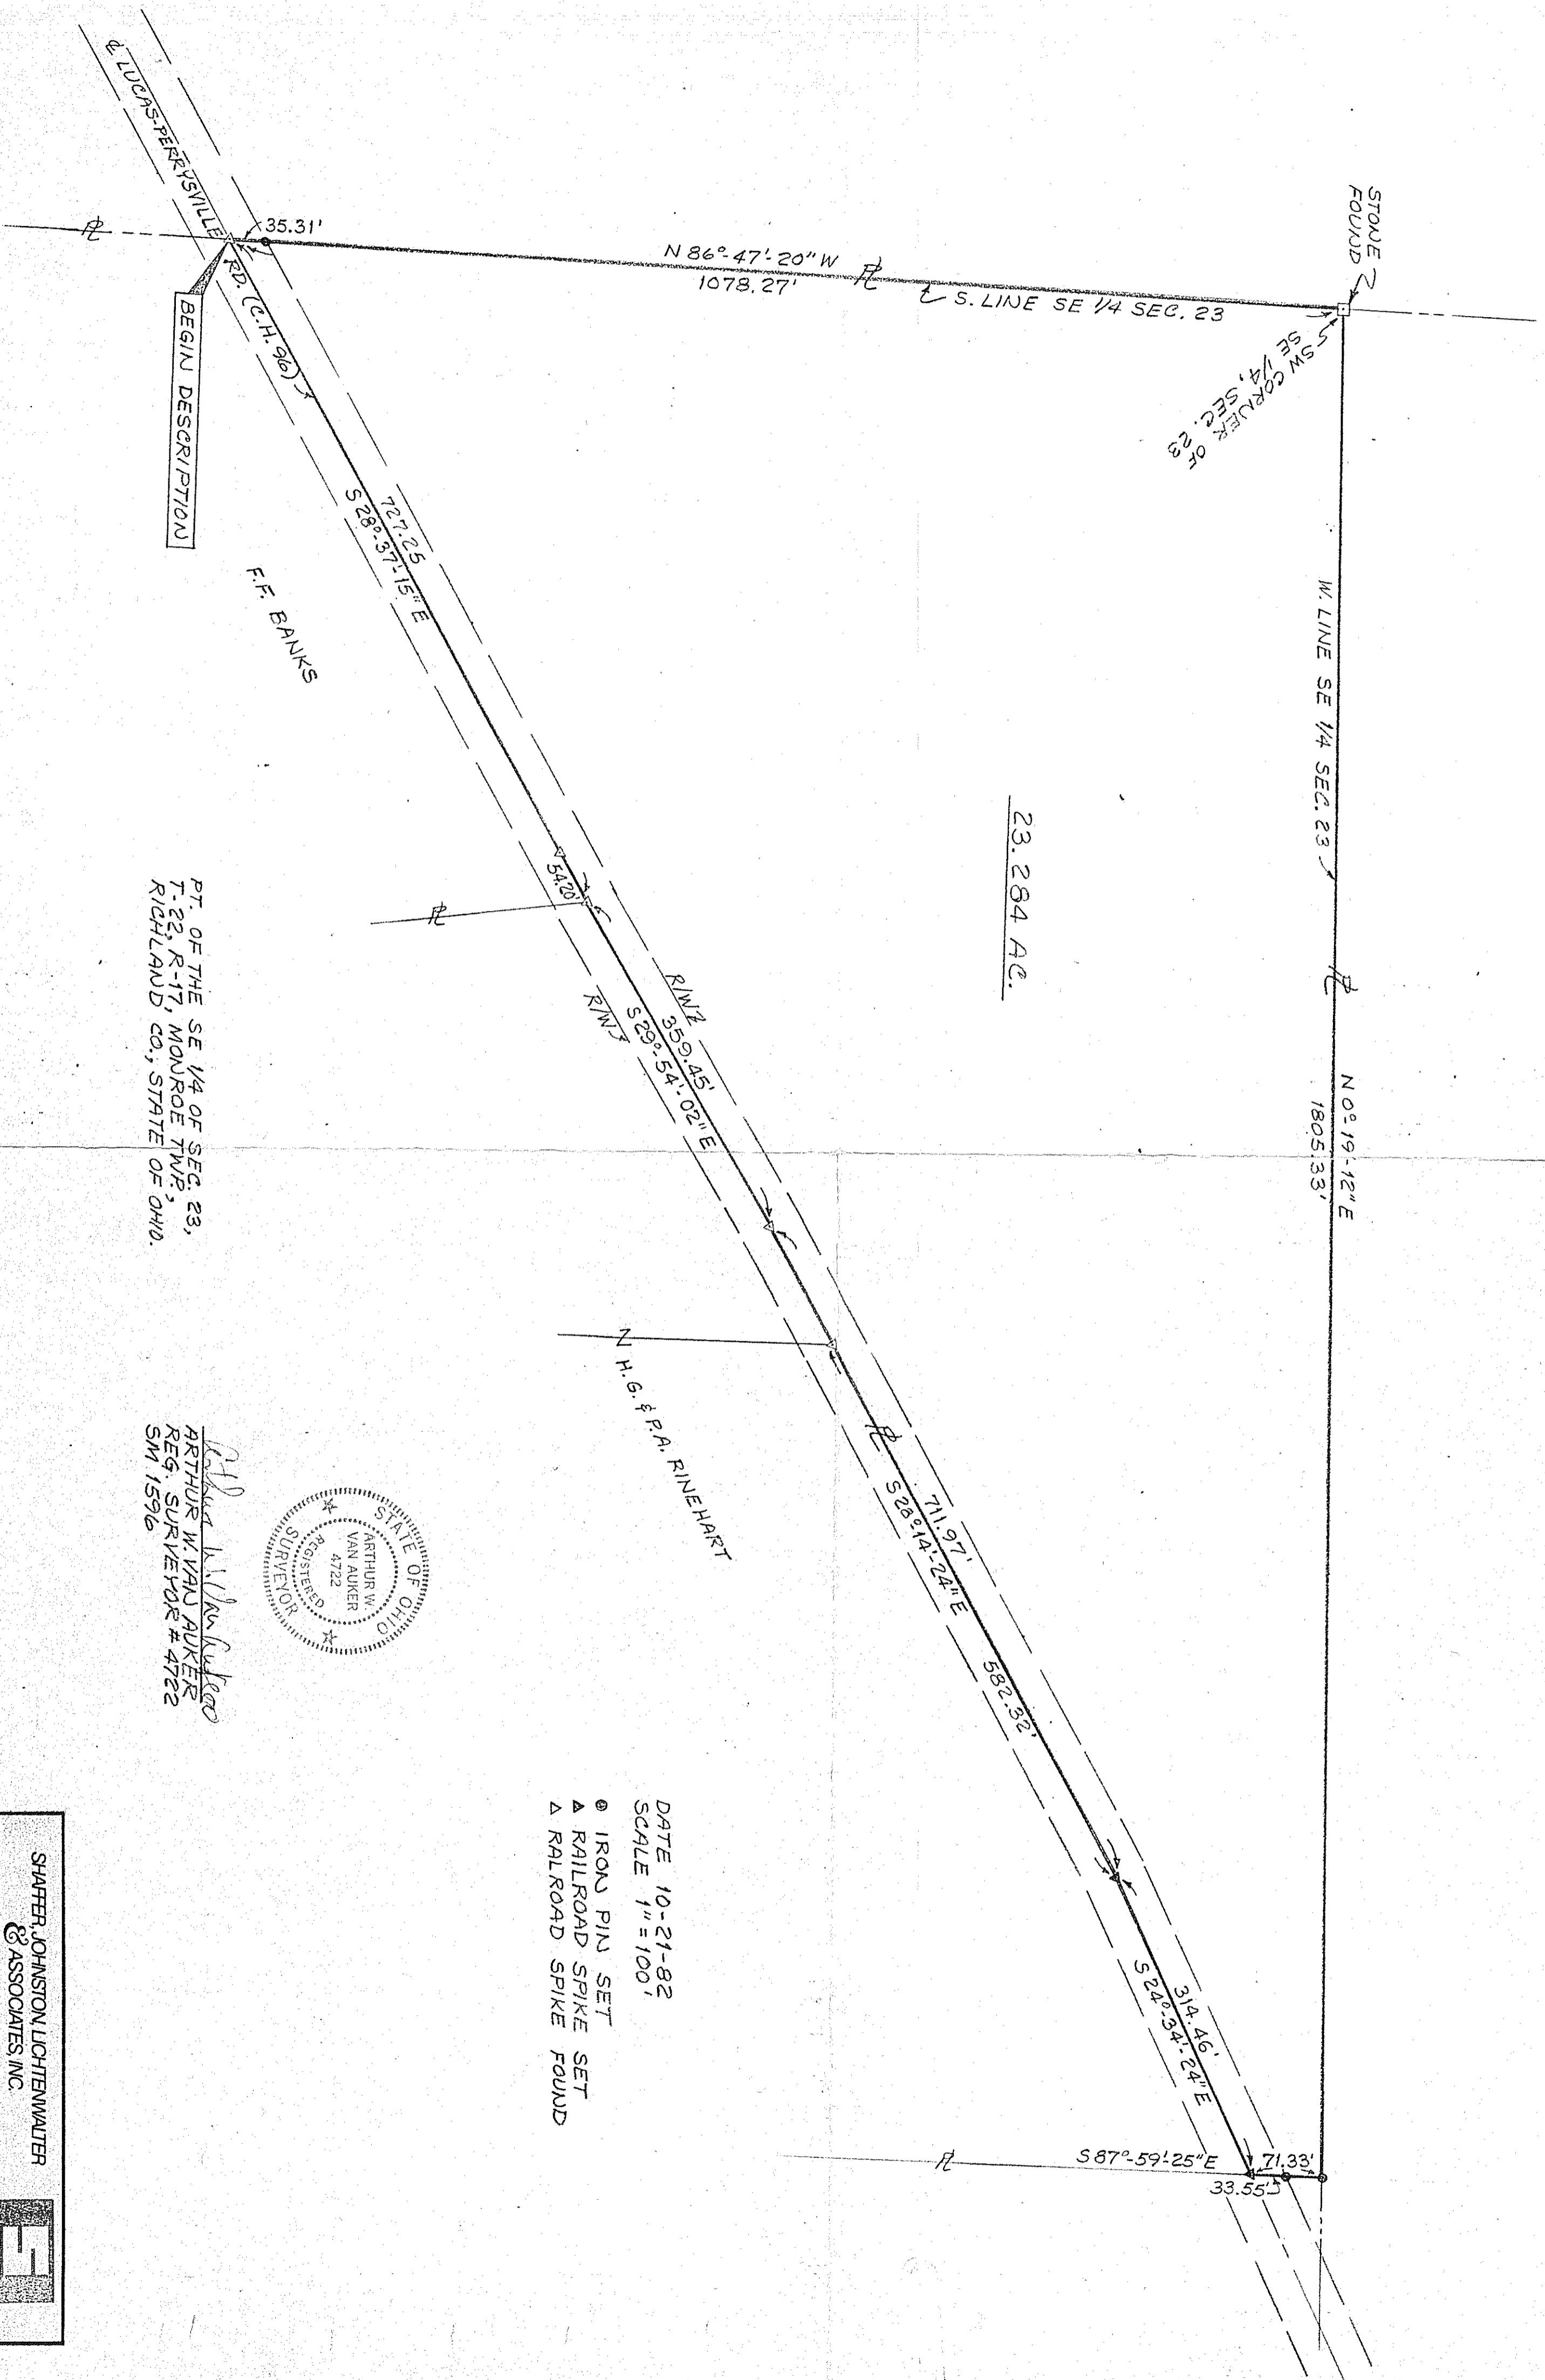 STONE
FOUND
SW CORNER OF
SE 1/4, SEC. 23
N 86°-47'-20" W
1078.27'
S. LINE SE 1/4 SEC. 23
35.31'
℄ LUCAS-PERRYSVILLE RD. (C.H. 96)
BEGIN DESCRIPTION
W. LINE SE 1/4 SEC. 23
N 0°-19'-12" E
1805.33'
23.284 AC.
727.25
S 28°-37'-15" E
F.F. BANKS
54.20'
R/W
359.45'
S 29°-54'-02" E
R/W
H.G. & P.A. RINEHART
711.97'
S 28°-14'-24" E
582.32'
314.46'
S 24°-34'-24" E
S 87°-59'-25" E
71.33'
33.55'
PT. OF THE SE 1/4 OF SEC. 23,
T-22, R-17, MONROE TWP.,
RICHLAND CO., STATE OF OHIO.
STATE OF OHIO
ARTHUR W.
VAN AUKER
4722
REGISTERED
SURVEYOR
Arthur W. Van Auker
ARTHUR W. VAN AUKER
REG. SURVEYOR # 4722
SM 1596
DATE 10-21-82
SCALE 1" = 100'
IRON PIN SET
RAILROAD SPIKE SET
RALROAD SPIKE FOUND
SHAFFER, JOHNSTON, LICHTENWALTER
& ASSOCIATES, INC.